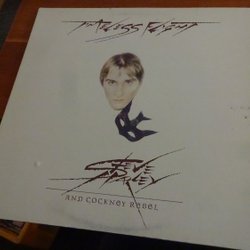 TIMELESS FLIGHT
STEVE
HARLEY
AND COCKNEY REBEL